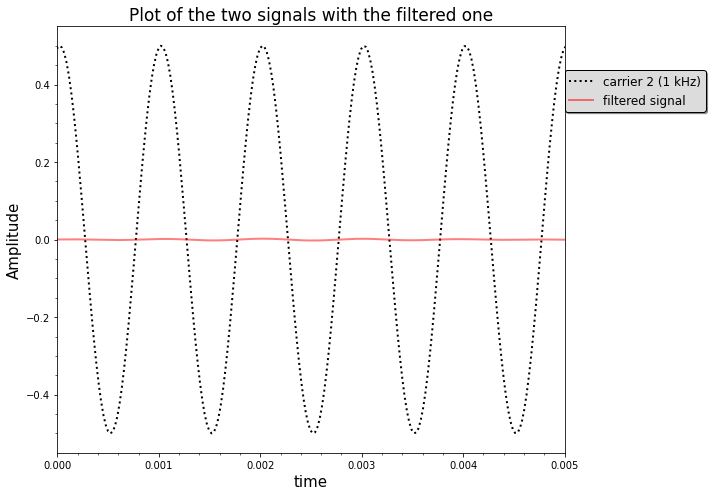 Plot of the two signals with the filtered one
carrier 2 (1 kHz)
filtered signal
Amplitude
0.4
0.2
0.0
−0.2
−0.4
0.000 0.001 0.002 0.003 0.004 0.005
time